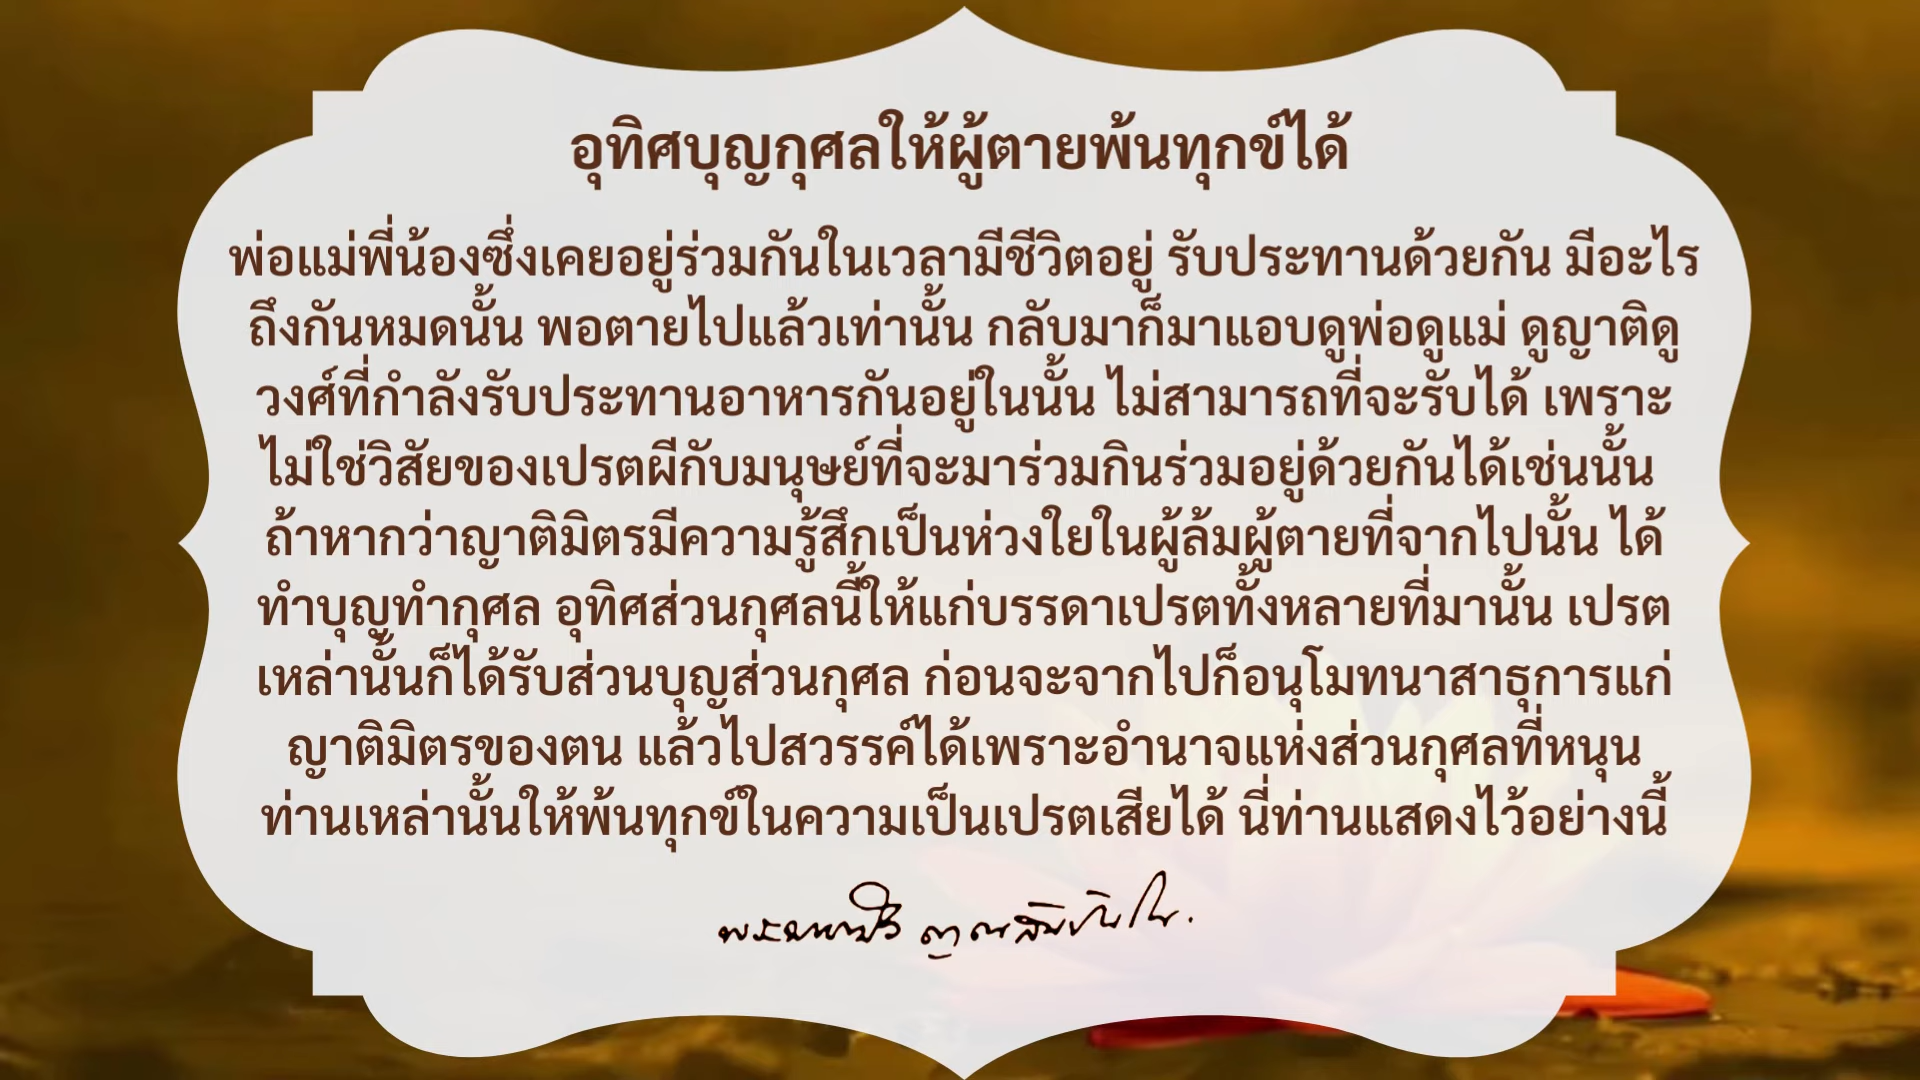 อุทิศบุญกุศลให้ผู้ตายพ้นทุกข์ได้
พ่อแม่พี่น้องซึ่งเคยอยู่ร่วมกันในเวลามีชีวิตอยู่ รับประทานด้วยกัน มีอะไร
ถึงกันหมดนั้น พอตายไปแล้วเท่านั้น กลับมาก็มาแอบดูพ่อดูแม่ ดูญาติดู
วงศ์ที่กำลังรับประทานอาหารกันอยู่ในนั้น ไม่สามารถที่จะรับได้ เพราะ
ไม่ใช่วิสัยของเปรตผีกับมนุษย์ที่จะมาร่วมกินร่วมอยู่ด้วยกันได้เช่นนั้น
ถ้าหากว่าญาติมิตรมีความรู้สึกเป็นห่วงใยในผู้ล้มผู้ตายที่จากไปนั้น ได้
ทำบุญทำกุศล อุทิศส่วนกุศลนี้ให้แก่บรรดาเปรตทั้งหลายที่มานั้น เปรต
เหล่านั้นก็ได้รับส่วนบุญส่วนกุศล ก่อนจะจากไปก็อนุโมทนาสาธุการแก่
ญาติมิตรของตน แล้วไปสวรรค์ได้เพราะอำนาจแห่งส่วนกุศลที่หนุน
ท่านเหล่านั้นให้พ้นทุกข์ในความเป็นเปรตเสียได้ นี่ท่านแสดงไว้อย่างนี้